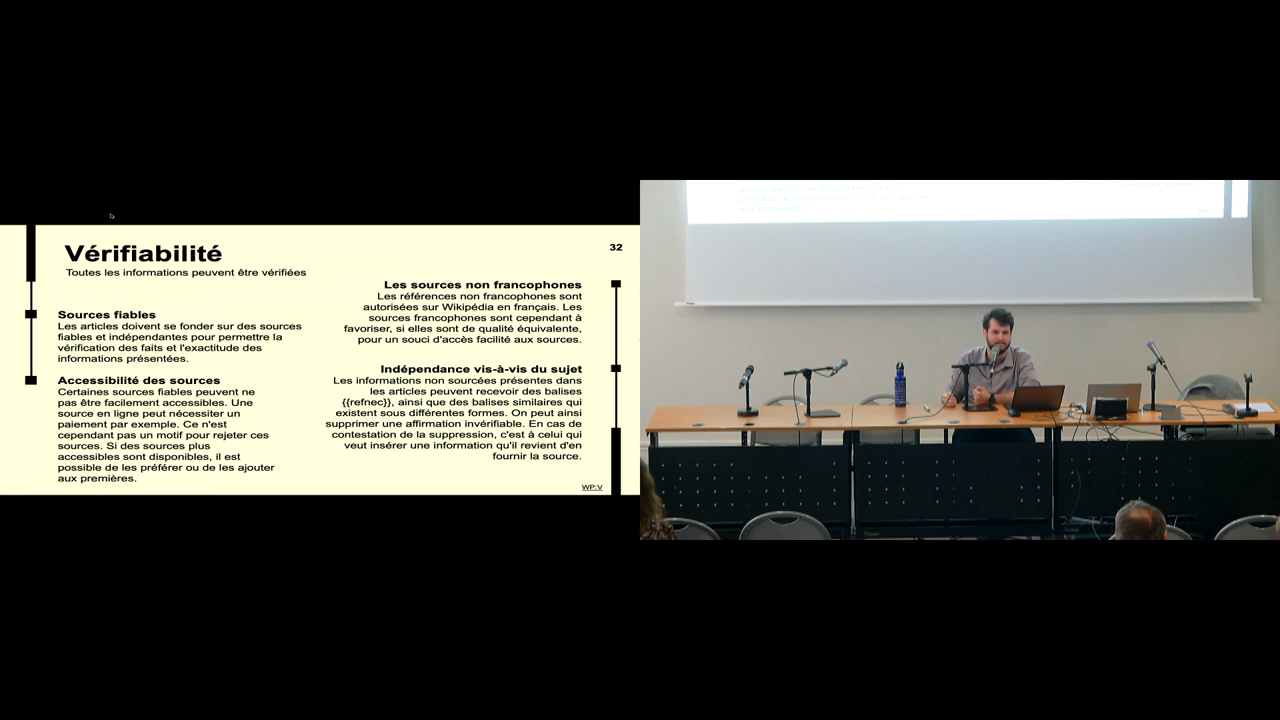 Vérifiabilité
Toutes les informations peuvent être vérifiées
32
Sources fiables
Les articles doivent se fonder sur des sources
fiables et indépendantes pour permettre la
vérification des faits et l'exactitude des
informations présentées.
Accessibilité des sources
Certaines sources fiables peuvent ne
pas être facilement accessibles. Une
source en ligne peut nécessiter un
paiement par exemple. Ce n'est
cependant pas un motif pour rejeter ces
sources. Si des sources plus
accessibles sont disponibles, il est
possible de les préférer ou de les ajouter
aux premières.
Les sources non francophones
Les références non francophones sont
autorisées sur Wikipédia en français. Les
sources francophones sont cependant à
favoriser, si elles sont de qualité équivalente,
pour un souci d'accès facilité aux sources.
Indépendance vis-à-vis du sujet
Les informations non sourcées présentes dans
les articles peuvent recevoir des balises
{{refnec}}, ainsi que des balises similaires qui
existent sous différentes formes. On peut ainsi
supprimer une affirmation invérifiable. En cas de
contestation de la suppression, c'est à celui qui
veut insérer une information qu'il revient d'en
fournir la source.
WP:V